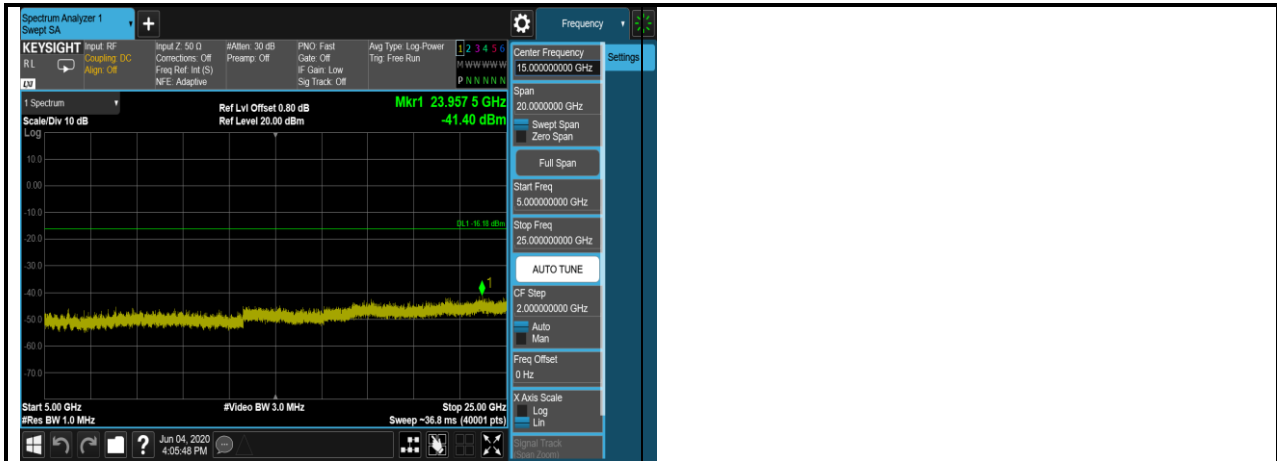 Spectrum Analyzer 1
Swept SA
Frequency
KEYSIGHT
RL
LXI
Input: RF
Coupling: DC
Align: Off
Input Z: 50 Ω
Corrections: Off
Freq Ref: Int (S)
NFE: Adaptive
#Atten: 30 dB
Preamp: Off
PNO: Fast
Gate: Off
IF Gain: Low
Sig Track: Off
Avg Type: Log-Power
Trig: Free Run
1 2 3 4 5 6
M W W W W W
P N N N N N
1 Spectrum
Scale/Div 10 dB
Log
Ref Lvl Offset 0.80 dB
Ref Level 20.00 dBm
Mkr1 23.957 5 GHz
-41.40 dBm
10.0
0.00
-10.0
DL1 -16.18 dBm
-20.0
-30.0
1
-40.0
-50.0
-60.0
-70.0
Start 5.00 GHz
#Res BW 1.0 MHz
#Video BW 3.0 MHz
Stop 25.00 GHz
Sweep ~36.8 ms (40001 pts)
?
Jun 04, 2020
4:05:48 PM
Settings
Center Frequency
15.000000000 GHz
Span
20.0000000 GHz
Swept Span
Zero Span
Full Span
Start Freq
5.000000000 GHz
Stop Freq
25.000000000 GHz
AUTO TUNE
CF Step
2.000000000 GHz
Auto
Man
Freq Offset
0 Hz
X Axis Scale
Log
Lin
Signal Track
(Span Zoom)